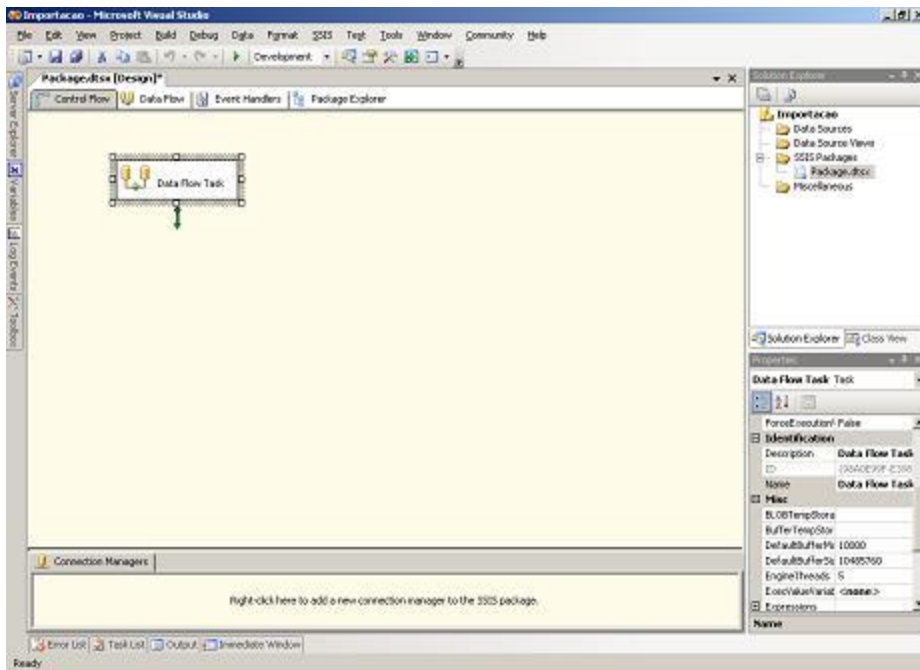 Importacao - Microsoft Visual Studio
File Edit View Project Build Debug Data Format SSIS Test Tools Window Community Help
Development
Package.dtsx [Design]*
Control Flow Data Flow Event Handlers Package Explorer
Server Explorer
Variables
Log Events
Toolbox
Data Flow Task
Connection Managers
Right-click here to add a new connection manager to the SSIS package.
Error List Task List Output Immediate Window
Ready
Solution Explorer
Importacao
Data Sources
Data Source Views
SSIS Packages
Package.dtsx
Miscellaneous
Solution Explorer Class View
Properties
Data Flow Task Task
ForceExecution False
Identification
Description Data Flow Task
ID
Name Data Flow Task
Misc
BLOBTempStora
BufferTempStor
DefaultBufferMa 10000
DefaultBufferSi 10485760
EngineThreads 5
ExecValueVariab <none>
Expressions
Name